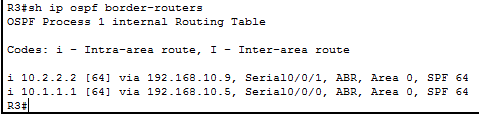 R3#sh ip ospf border-routers
OSPF Process 1 internal Routing Table
Codes: i - Intra-area route, I - Inter-area route
i 10.2.2.2 [64] via 192.168.10.9, Serial0/0/1, ABR, Area 0, SPF 64
i 10.1.1.1 [64] via 192.168.10.5, Serial0/0/0, ABR, Area 0, SPF 64
R3#